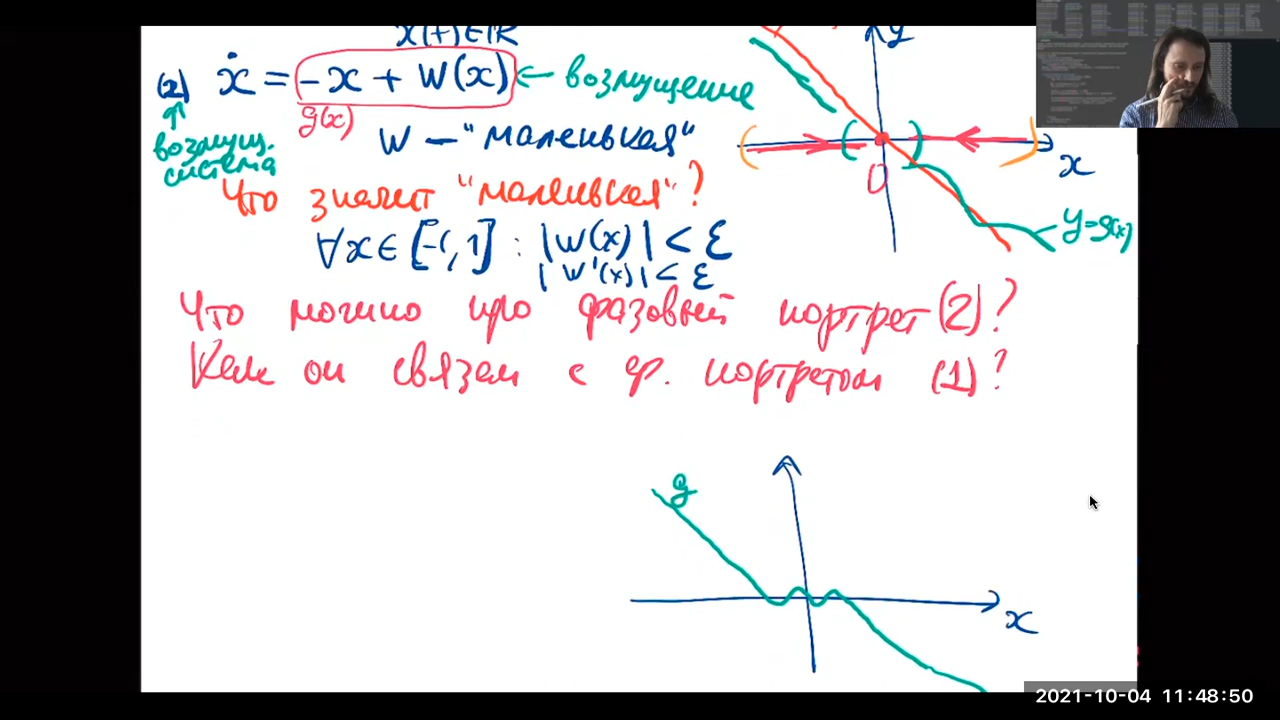 x(t) ∈ ℝ
(2) ẋ = -x + w(x) ← возмущение
g(x)
возмущ. система
w – "маленькая"
Что значит "маленькая"?
∀x∈[-1,1] : |w(x)| < ε
|w'(x)| < ε
y
x
0
y=g(x)
Что можно про фазовый портрет (2)?
Как он связан с ф. портретом (1)?
g
x
2021-10-04 11:48:50